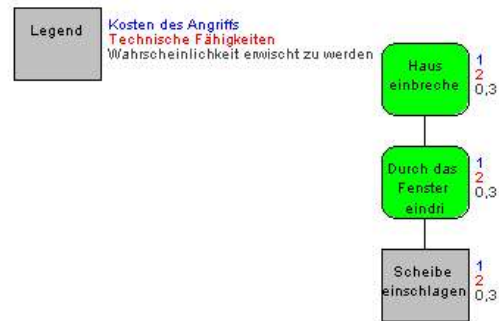 Legend
Kosten des Angriffs
Technische Fähigkeiten
Wahrscheinlichkeit erwischt zu werden
Haus
einbreche
1
2
0,3
Durch das
Fenster
eindri
1
2
0,3
Scheibe
einschlagen
1
2
0,3